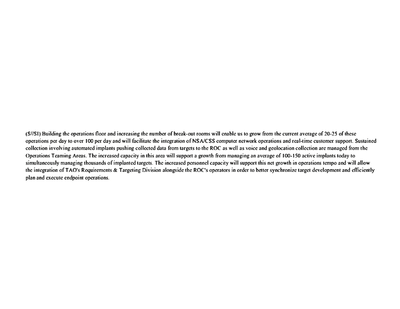 (S//SI) Building the operations floor and increasing the number of break-out rooms will enable us to grow from the current average of 20-25 of these
operations per day to over 100 per day and will facilitate the integration of NSA/CSS computer network operations and real-time customer support. Sustained
collection involving automated implants pushing collected data from targets to the ROC as well as voice and geolocation collection are managed from the
Operations Teaming Areas. The increased capacity in this area will support a growth from managing an average of 100-150 active implants today to
simultaneously managing thousands of implanted targets. The increased personnel capacity will support this net growth in operations tempo and will allow
the integration of TAO's Requirements & Targeting Division alongside the ROC's operators in order to better synchronize target development and efficiently
plan and execute endpoint operations.